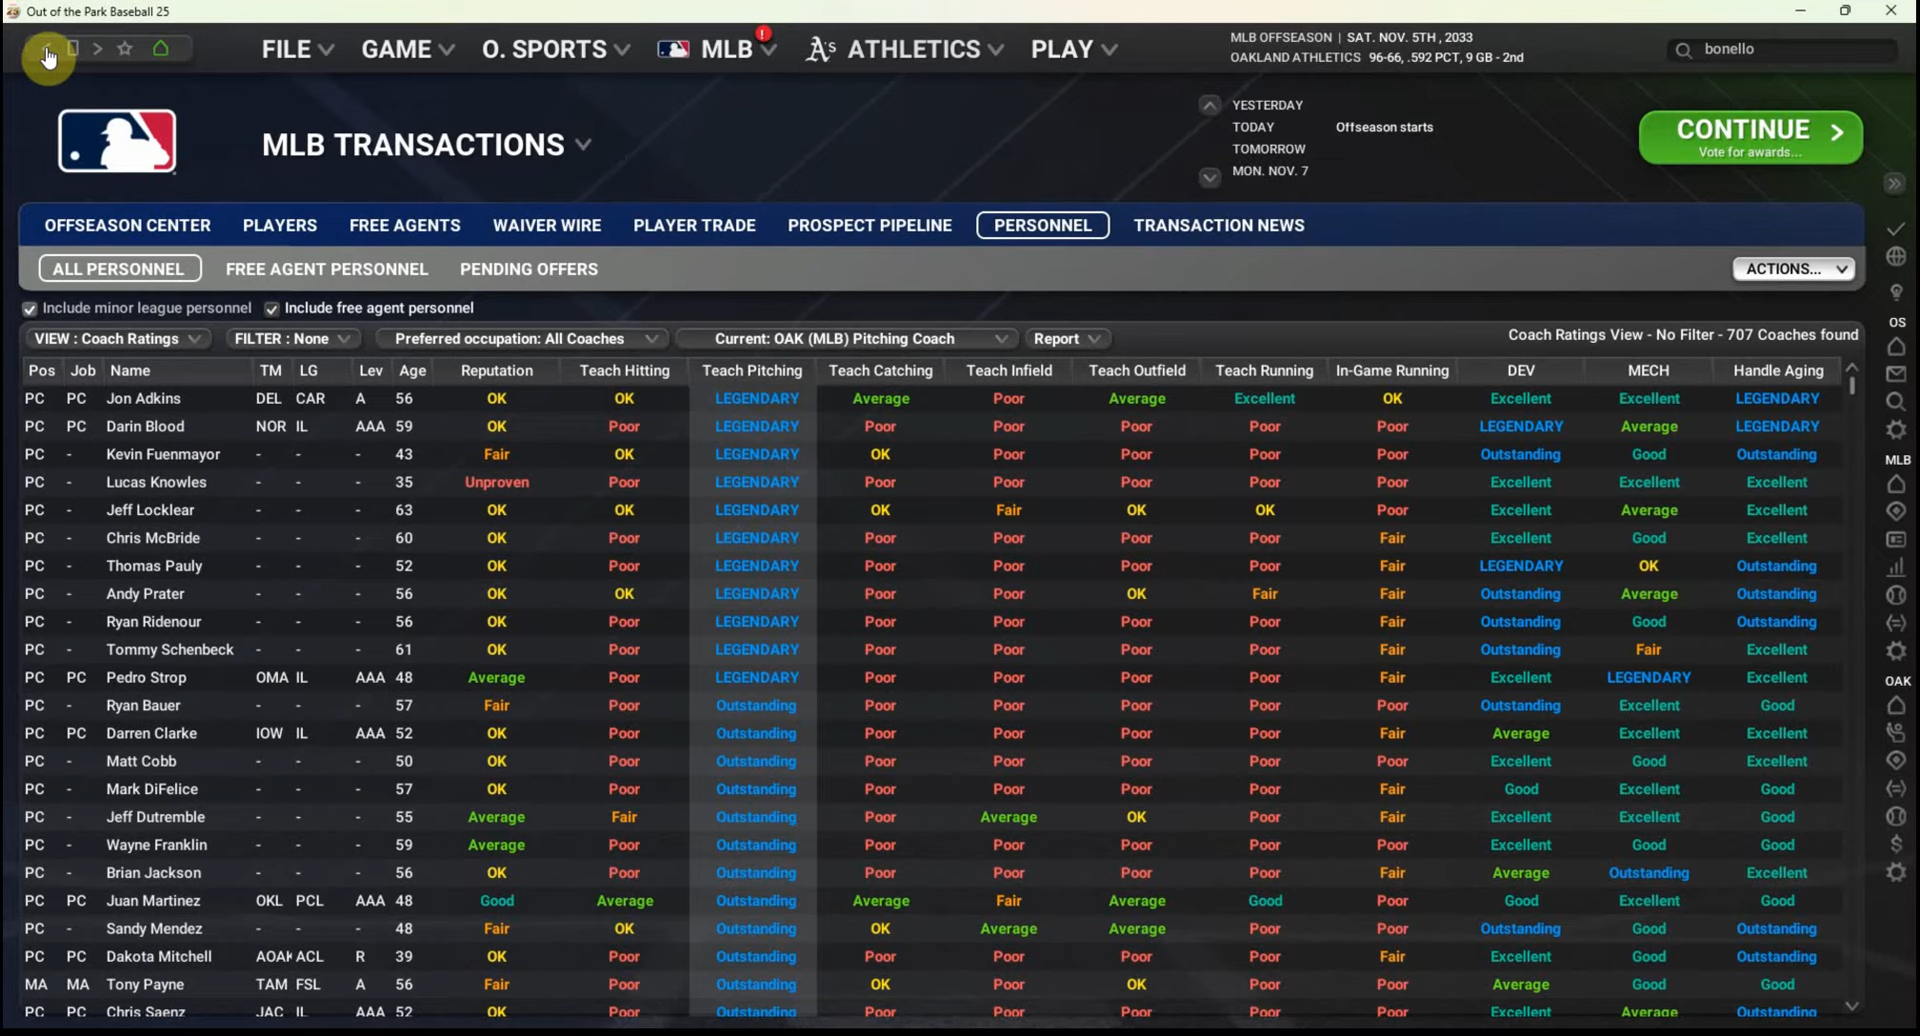 Out of the Park Baseball 25
FILE GAME O. SPORTS MLB ! A's ATHLETICS PLAY
MLB OFFSEASON | SAT. NOV. 5TH , 2033
OAKLAND ATHLETICS 96-66, .592 PCT, 9 GB - 2nd
bonello
MLB TRANSACTIONS
YESTERDAY
TODAY Offseason starts
TOMORROW
MON. NOV. 7
CONTINUE
Vote for awards...
OFFSEASON CENTER PLAYERS FREE AGENTS WAIVER WIRE PLAYER TRADE PROSPECT PIPELINE PERSONNEL TRANSACTION NEWS
ALL PERSONNEL FREE AGENT PERSONNEL PENDING OFFERS ACTIONS...
Include minor league personnel Include free agent personnel
VIEW : Coach Ratings FILTER : None Preferred occupation: All Coaches Current: OAK (MLB) Pitching Coach Report Coach Ratings View - No Filter - 707 Coaches found
Pos Job Name TM LG Lev Age Reputation Teach Hitting Teach Pitching Teach Catching Teach Infield Teach Outfield Teach Running In-Game Running DEV MECH Handle Aging
PC PC Jon Adkins DEL CAR A 56 OK OK LEGENDARY Average Poor Average Excellent OK Excellent Excellent LEGENDARY
PC PC Darin Blood NOR IL AAA 59 OK Poor LEGENDARY Poor Poor Poor Poor Poor LEGENDARY Average LEGENDARY
PC - Kevin Fuenmayor - - - 43 Fair OK LEGENDARY OK Poor Poor Poor Poor Outstanding Good Outstanding
PC - Lucas Knowles - - - 35 Unproven Poor LEGENDARY Poor Poor Poor Poor Poor Excellent Excellent Excellent
PC - Jeff Locklear - - - 63 OK OK LEGENDARY OK Fair OK OK Poor Excellent Average Excellent
PC - Chris McBride - - - 60 OK Poor LEGENDARY Poor Poor Poor Poor Fair Excellent Good Excellent
PC - Thomas Pauly - - - 52 OK Poor LEGENDARY Poor Poor Poor Poor Fair LEGENDARY OK Outstanding
PC - Andy Prater - - - 56 OK OK LEGENDARY Poor Poor OK Fair Fair Outstanding Average Outstanding
PC - Ryan Ridenour - - - 56 OK Poor LEGENDARY Poor Poor Poor Poor Fair Outstanding Good Outstanding
PC - Tommy Schenbeck - - - 61 OK Poor LEGENDARY Poor Poor Poor Poor Fair Outstanding Fair Excellent
PC PC Pedro Strop OMA IL AAA 48 Average Poor LEGENDARY Poor Poor Poor Poor Fair Excellent LEGENDARY Excellent
PC - Ryan Bauer - - - 57 Fair Poor Outstanding Poor Poor Poor Poor Fair Outstanding Excellent Good
PC PC Darren Clarke IOW IL AAA 52 OK Poor Outstanding Poor Poor Poor Poor Fair Average Excellent Excellent
PC - Matt Cobb - - - 50 OK Poor Outstanding Poor Poor Poor Poor Poor Excellent Good Excellent
PC - Mark DiFelice - - - 57 OK Poor Outstanding Poor Poor Poor Poor Fair Good Excellent Good
PC - Jeff Dutremble - - - 55 Average Fair Outstanding Poor Average OK Poor Fair Excellent Excellent Good
PC - Wayne Franklin - - - 59 Average Poor Outstanding Poor Poor Poor Poor Poor Excellent Good Good
PC - Brian Jackson - - - 56 OK Poor Outstanding Poor Poor Poor Poor Fair Average Outstanding Excellent
PC PC Juan Martinez OKL PCL AAA 48 Good Average Outstanding Average Fair Average Good Poor Good Excellent Good
PC - Sandy Mendez - - - 48 Fair OK Outstanding OK Average Average Poor Poor Outstanding Good Outstanding
PC PC Dakota Mitchell AOAK ACL R 39 OK Poor Outstanding Poor Poor Poor Poor Fair Excellent Good Outstanding
MA MA Tony Payne TAM FSL A 56 Fair Poor Outstanding OK Poor OK Poor Poor Average Good Good
PC PC Chris Saenz JAC IL AAA 52 OK Poor Outstanding Poor Poor Poor Poor Poor Excellent Average Outstanding
OS
MLB
OAK